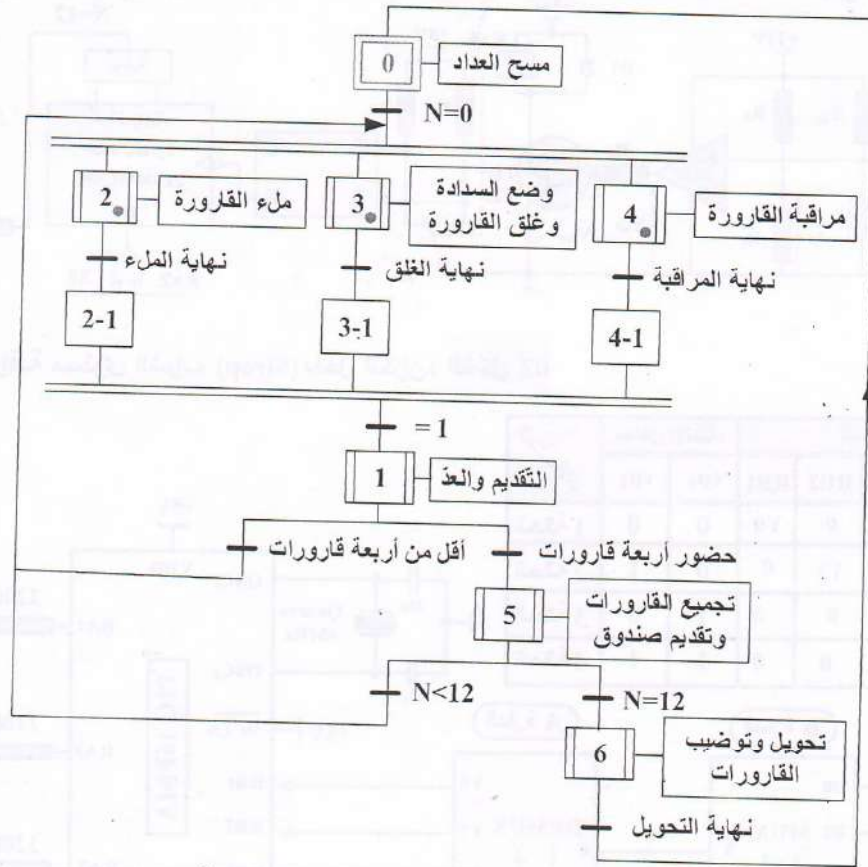 0
مسح العداد
N=0
2
ملء القارورة
3
وضع السدادة
وغلق القارورة
4
مراقبة القارورة
نهاية الملء
نهاية الغلق
نهاية المراقبة
2-1
3-1
4-1
= 1
1
التقديم والعدّ
أقل من أربعة قارورات
حضور أربعة قارورات
5
تجميع القارورات
وتقديم صندوق
N<12
N=12
6
تحويل وتوضيب
القارورات
نهاية التحويل